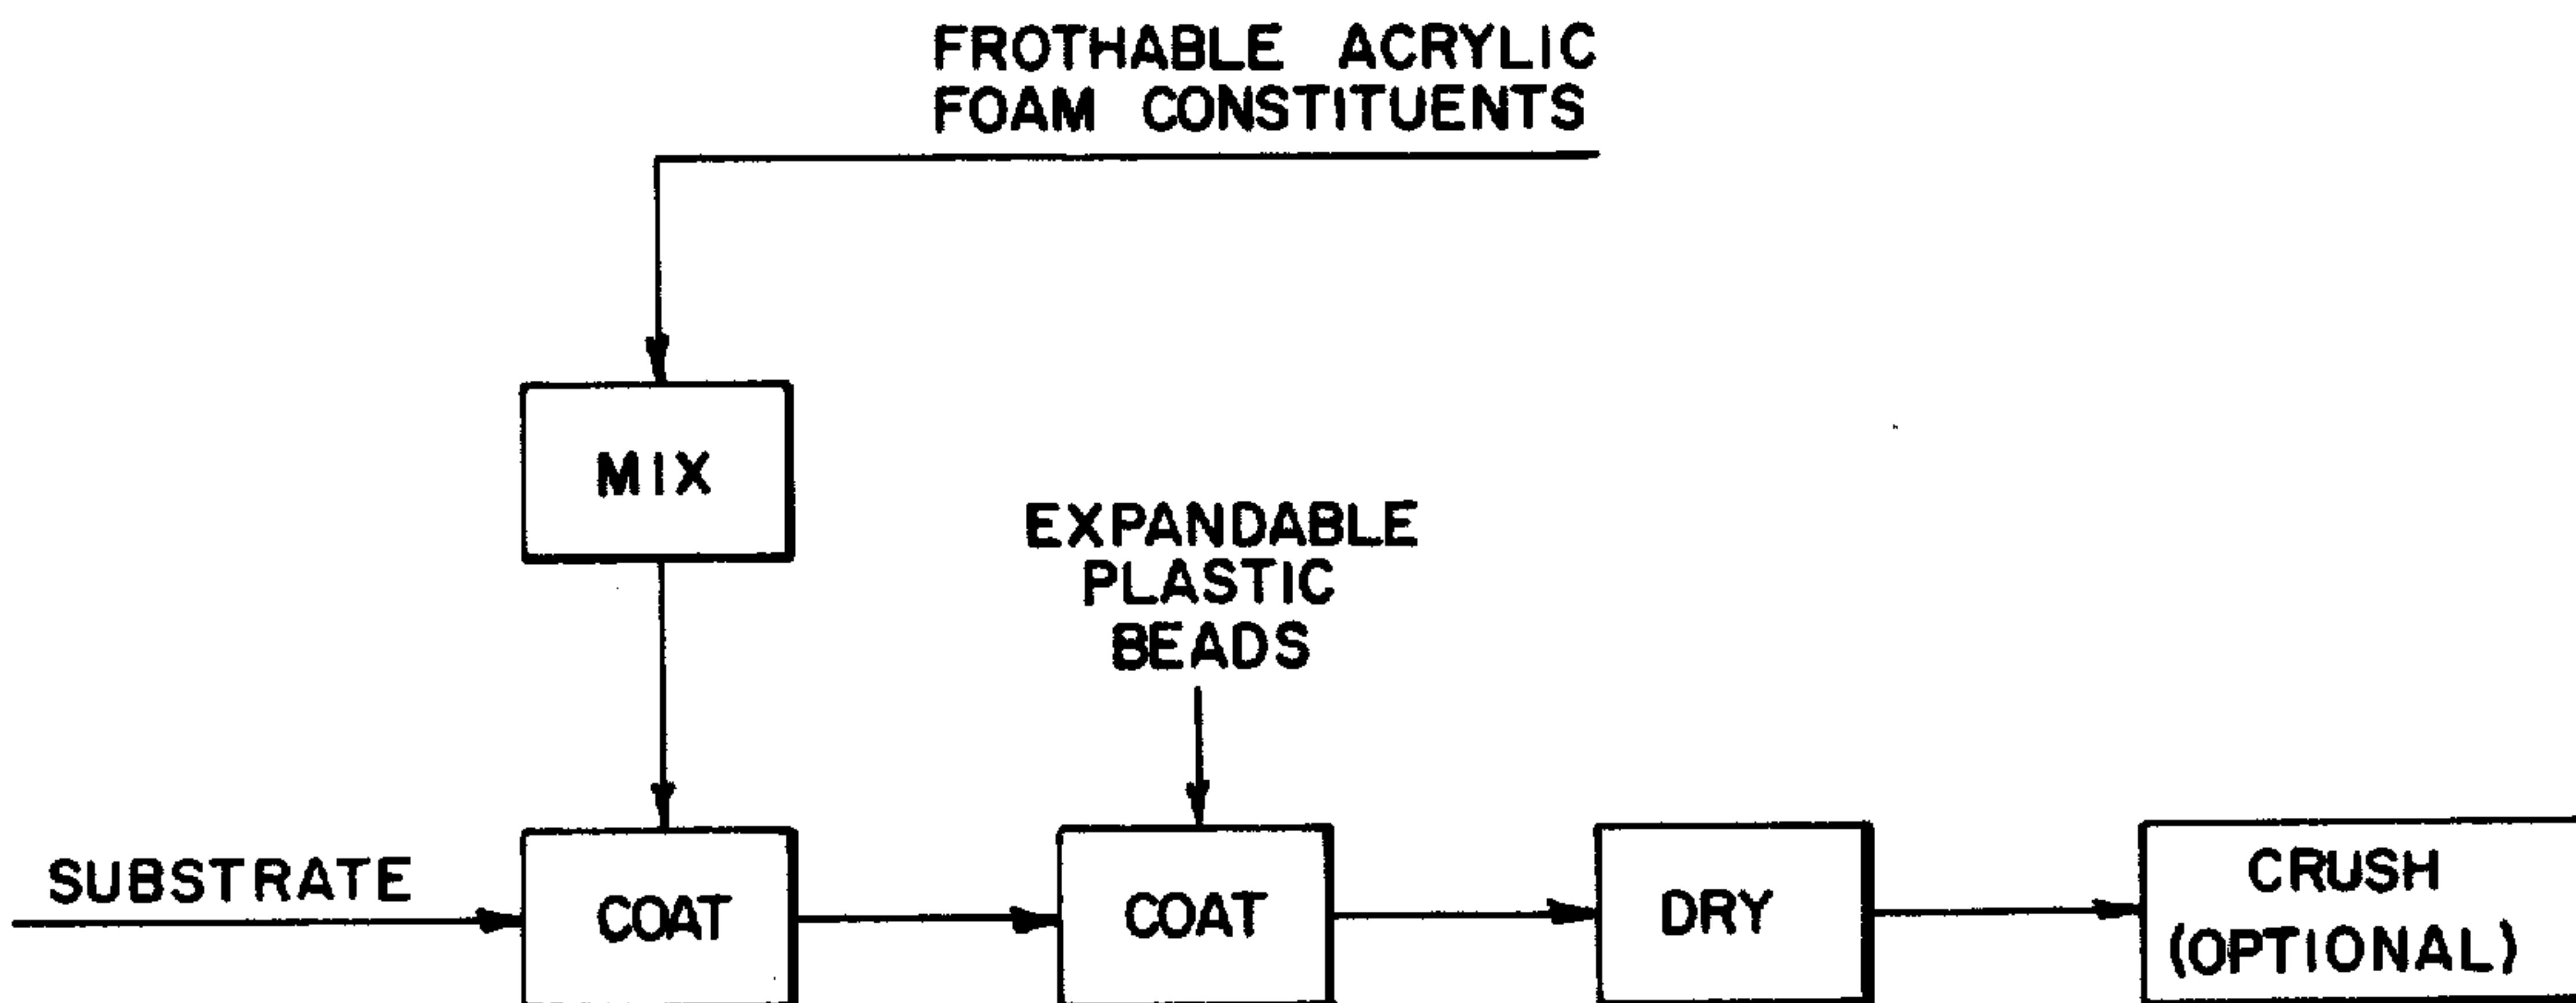 FROTHABLE ACRYLIC
FOAM CONSTITUENTS
MIX
EXPANDABLE
PLASTIC
BEADS
SUBSTRATE
COAT
COAT
DRY
CRUSH
(OPTIONAL)